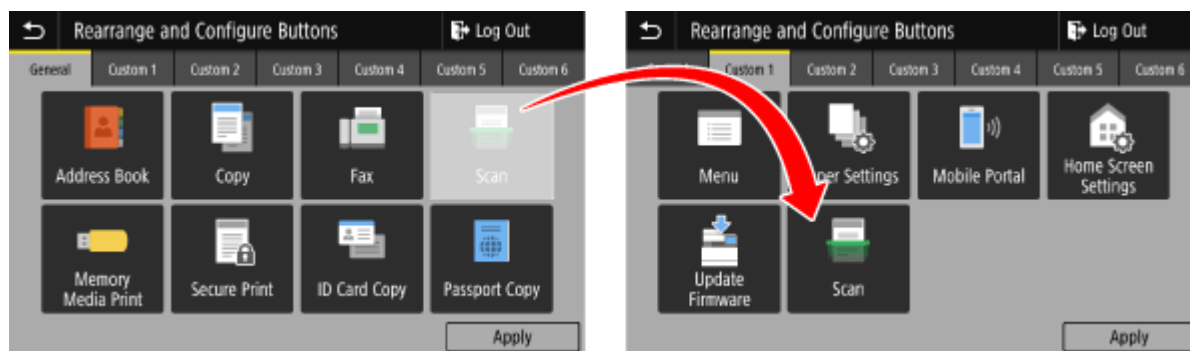 Rearrange and Configure Buttons
Log Out
General
Custom 1
Custom 2
Custom 3
Custom 4
Custom 5
Custom 6
Address Book
Copy
Fax
Scan
Memory
Media Print
Secure Print
ID Card Copy
Passport Copy
Apply
Rearrange and Configure Buttons
Log Out
Custom 1
Custom 2
Custom 3
Custom 4
Custom 5
Custom 6
Menu
Settings
Mobile Portal
Home Screen
Settings
Update
Firmware
Scan
Apply